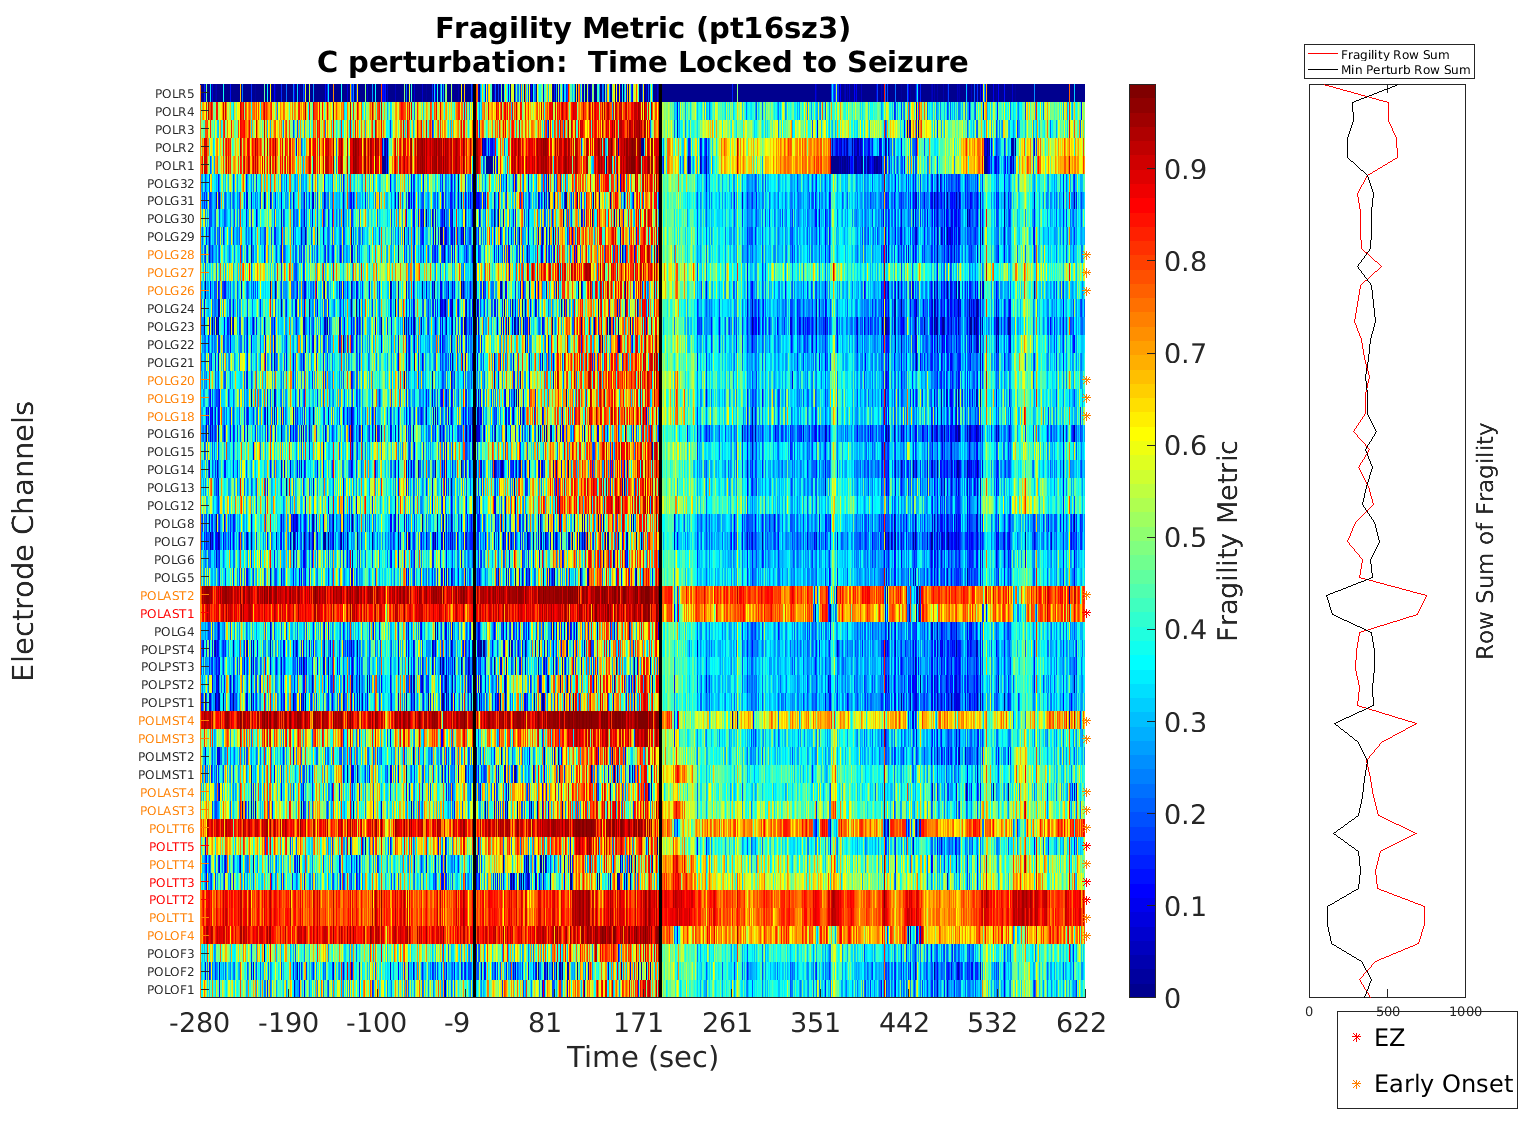 Fragility Metric (pt16sz3)
C perturbation:  Time Locked to Seizure
Electrode Channels
POLR5
POLR4
POLR3
POLR2
POLR1
POLG32
POLG31
POLG30
POLG29
POLG28
POLG27
POLG26
POLG24
POLG23
POLG22
POLG21
POLG20
POLG19
POLG18
POLG16
POLG15
POLG14
POLG13
POLG12
POLG8
POLG7
POLG6
POLG5
POLAST2
POLAST1
POLG4
POLPST4
POLPST3
POLPST2
POLPST1
POLMST4
POLMST3
POLMST2
POLMST1
POLAST4
POLAST3
POLTT6
POLTT5
POLTT4
POLTT3
POLTT2
POLTT1
POLOF4
POLOF3
POLOF2
POLOF1
-280 -190 -100 -9 81 171 261 351 442 532 622
Time (sec)
0.9
0.8
0.7
0.6
0.5
0.4
0.3
0.2
0.1
0
Fragility Metric
Fragility Row Sum
Min Perturb Row Sum
0 500 1000
Row Sum of Fragility
EZ
Early Onset